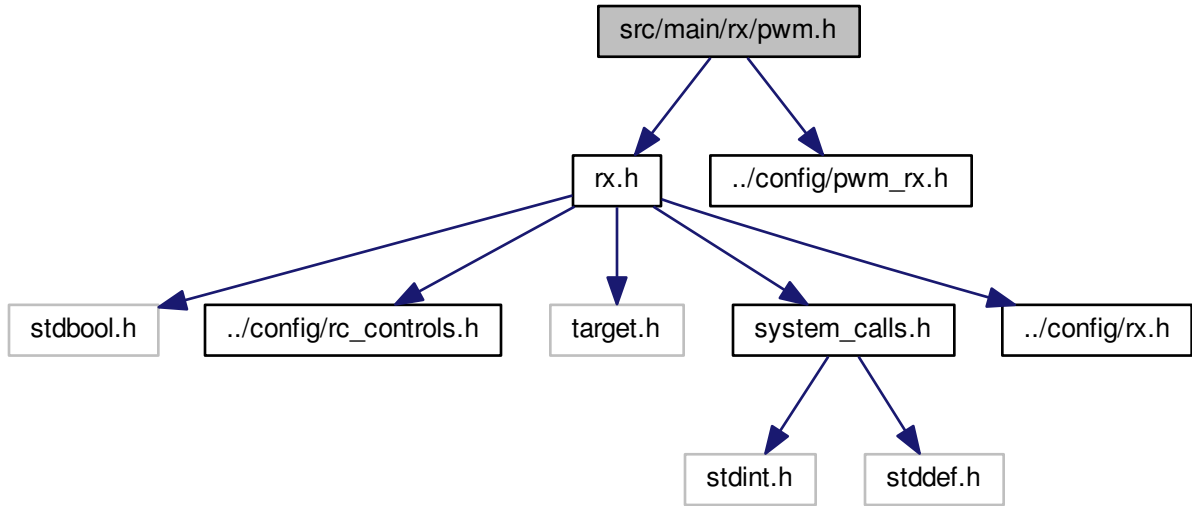 src/main/rx/pwm.h
rx.h
../config/pwm_rx.h
stdbool.h
../config/rc_controls.h
target.h
system_calls.h
../config/rx.h
stdint.h
stddef.h